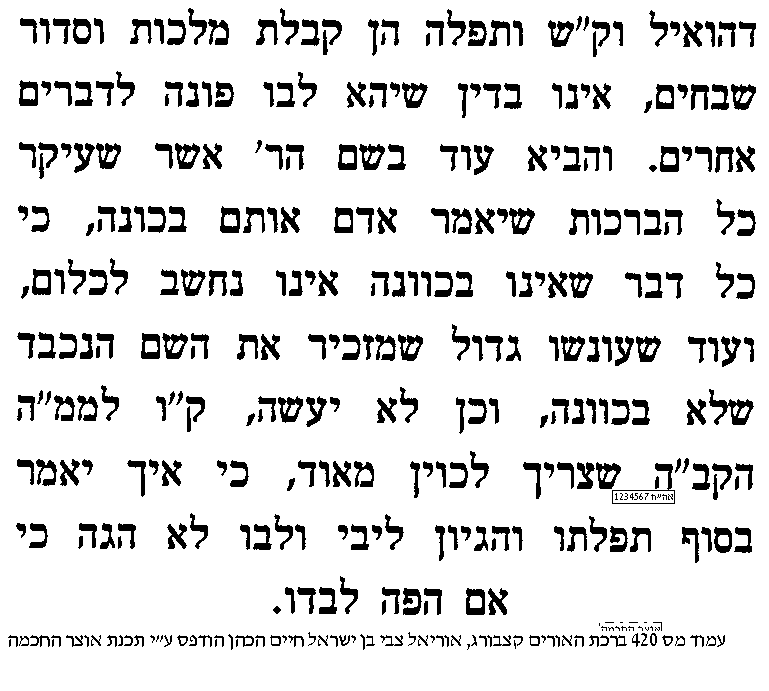 דהואיל וק"ש ותפלה הן קבלת מלכות וסדור
שבחים, אינו בדין שיהא לבו פונה לדברים
אחרים. והביא עוד בשם הר' אשר שעיקר
כל הברכות שיאמר אדם אותם בכונה, כי
כל דבר שאינו בכוונה אינו נחשב לכלום,
ועוד שעונשו גדול שמזכיר את השם הנכבד
שלא בכוונה, וכן לא יעשה, ק"ו לממ"ה
הקב"ה שצריך לכוין מאוד, כי איך יאמר
אח"ח 1234567
בסוף תפלתו והגיון ליבי ולבו לא הגה כי
אם הפה לבדו.
אוצר החכמה
עמוד מס 420 ברכת האורים קצבורג, אוריאל צבי בן ישראל חיים הכהן הודפס ע"י תכנת אוצר החכמה